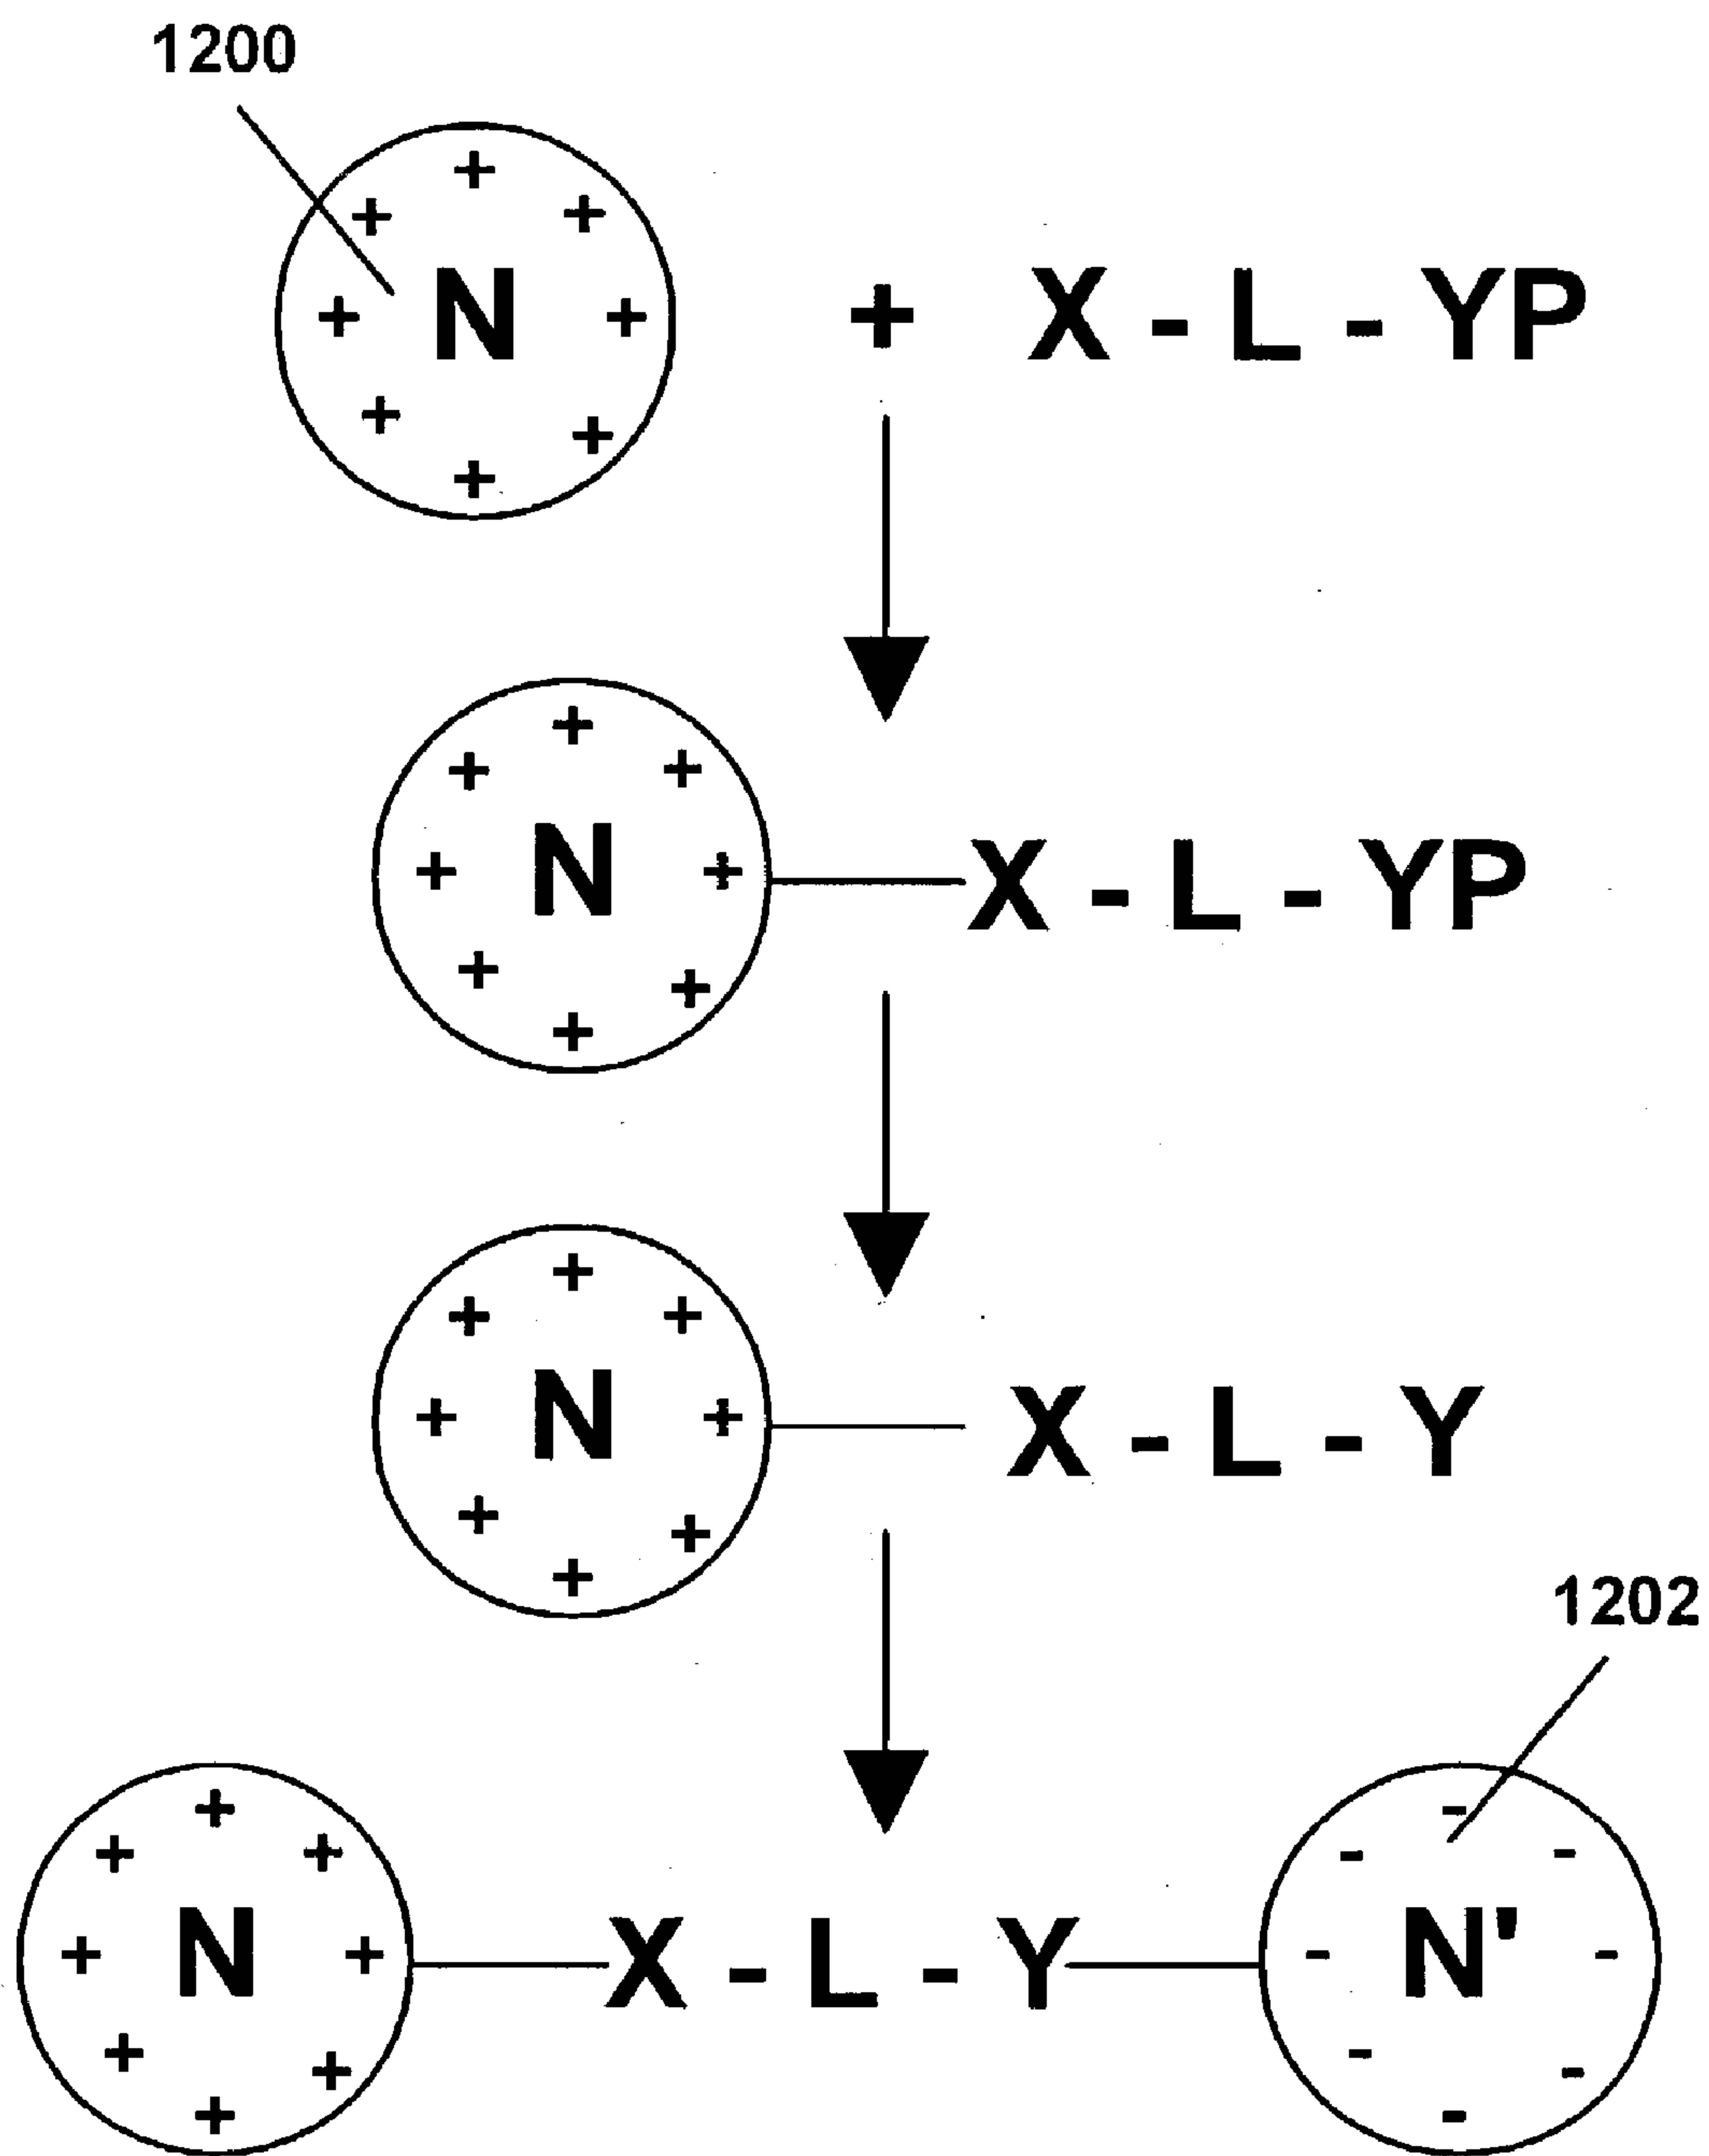 1200
+
+ +
+ N + + X - L - YP
+ +
+
+
+ +
+ N + X - L - YP
+ +
+
+
+ +
+ N + X - L - Y
+ +
+
1202
+ -
+ + - -
+ N + X - L - Y - N' -
+ + - -
+ -